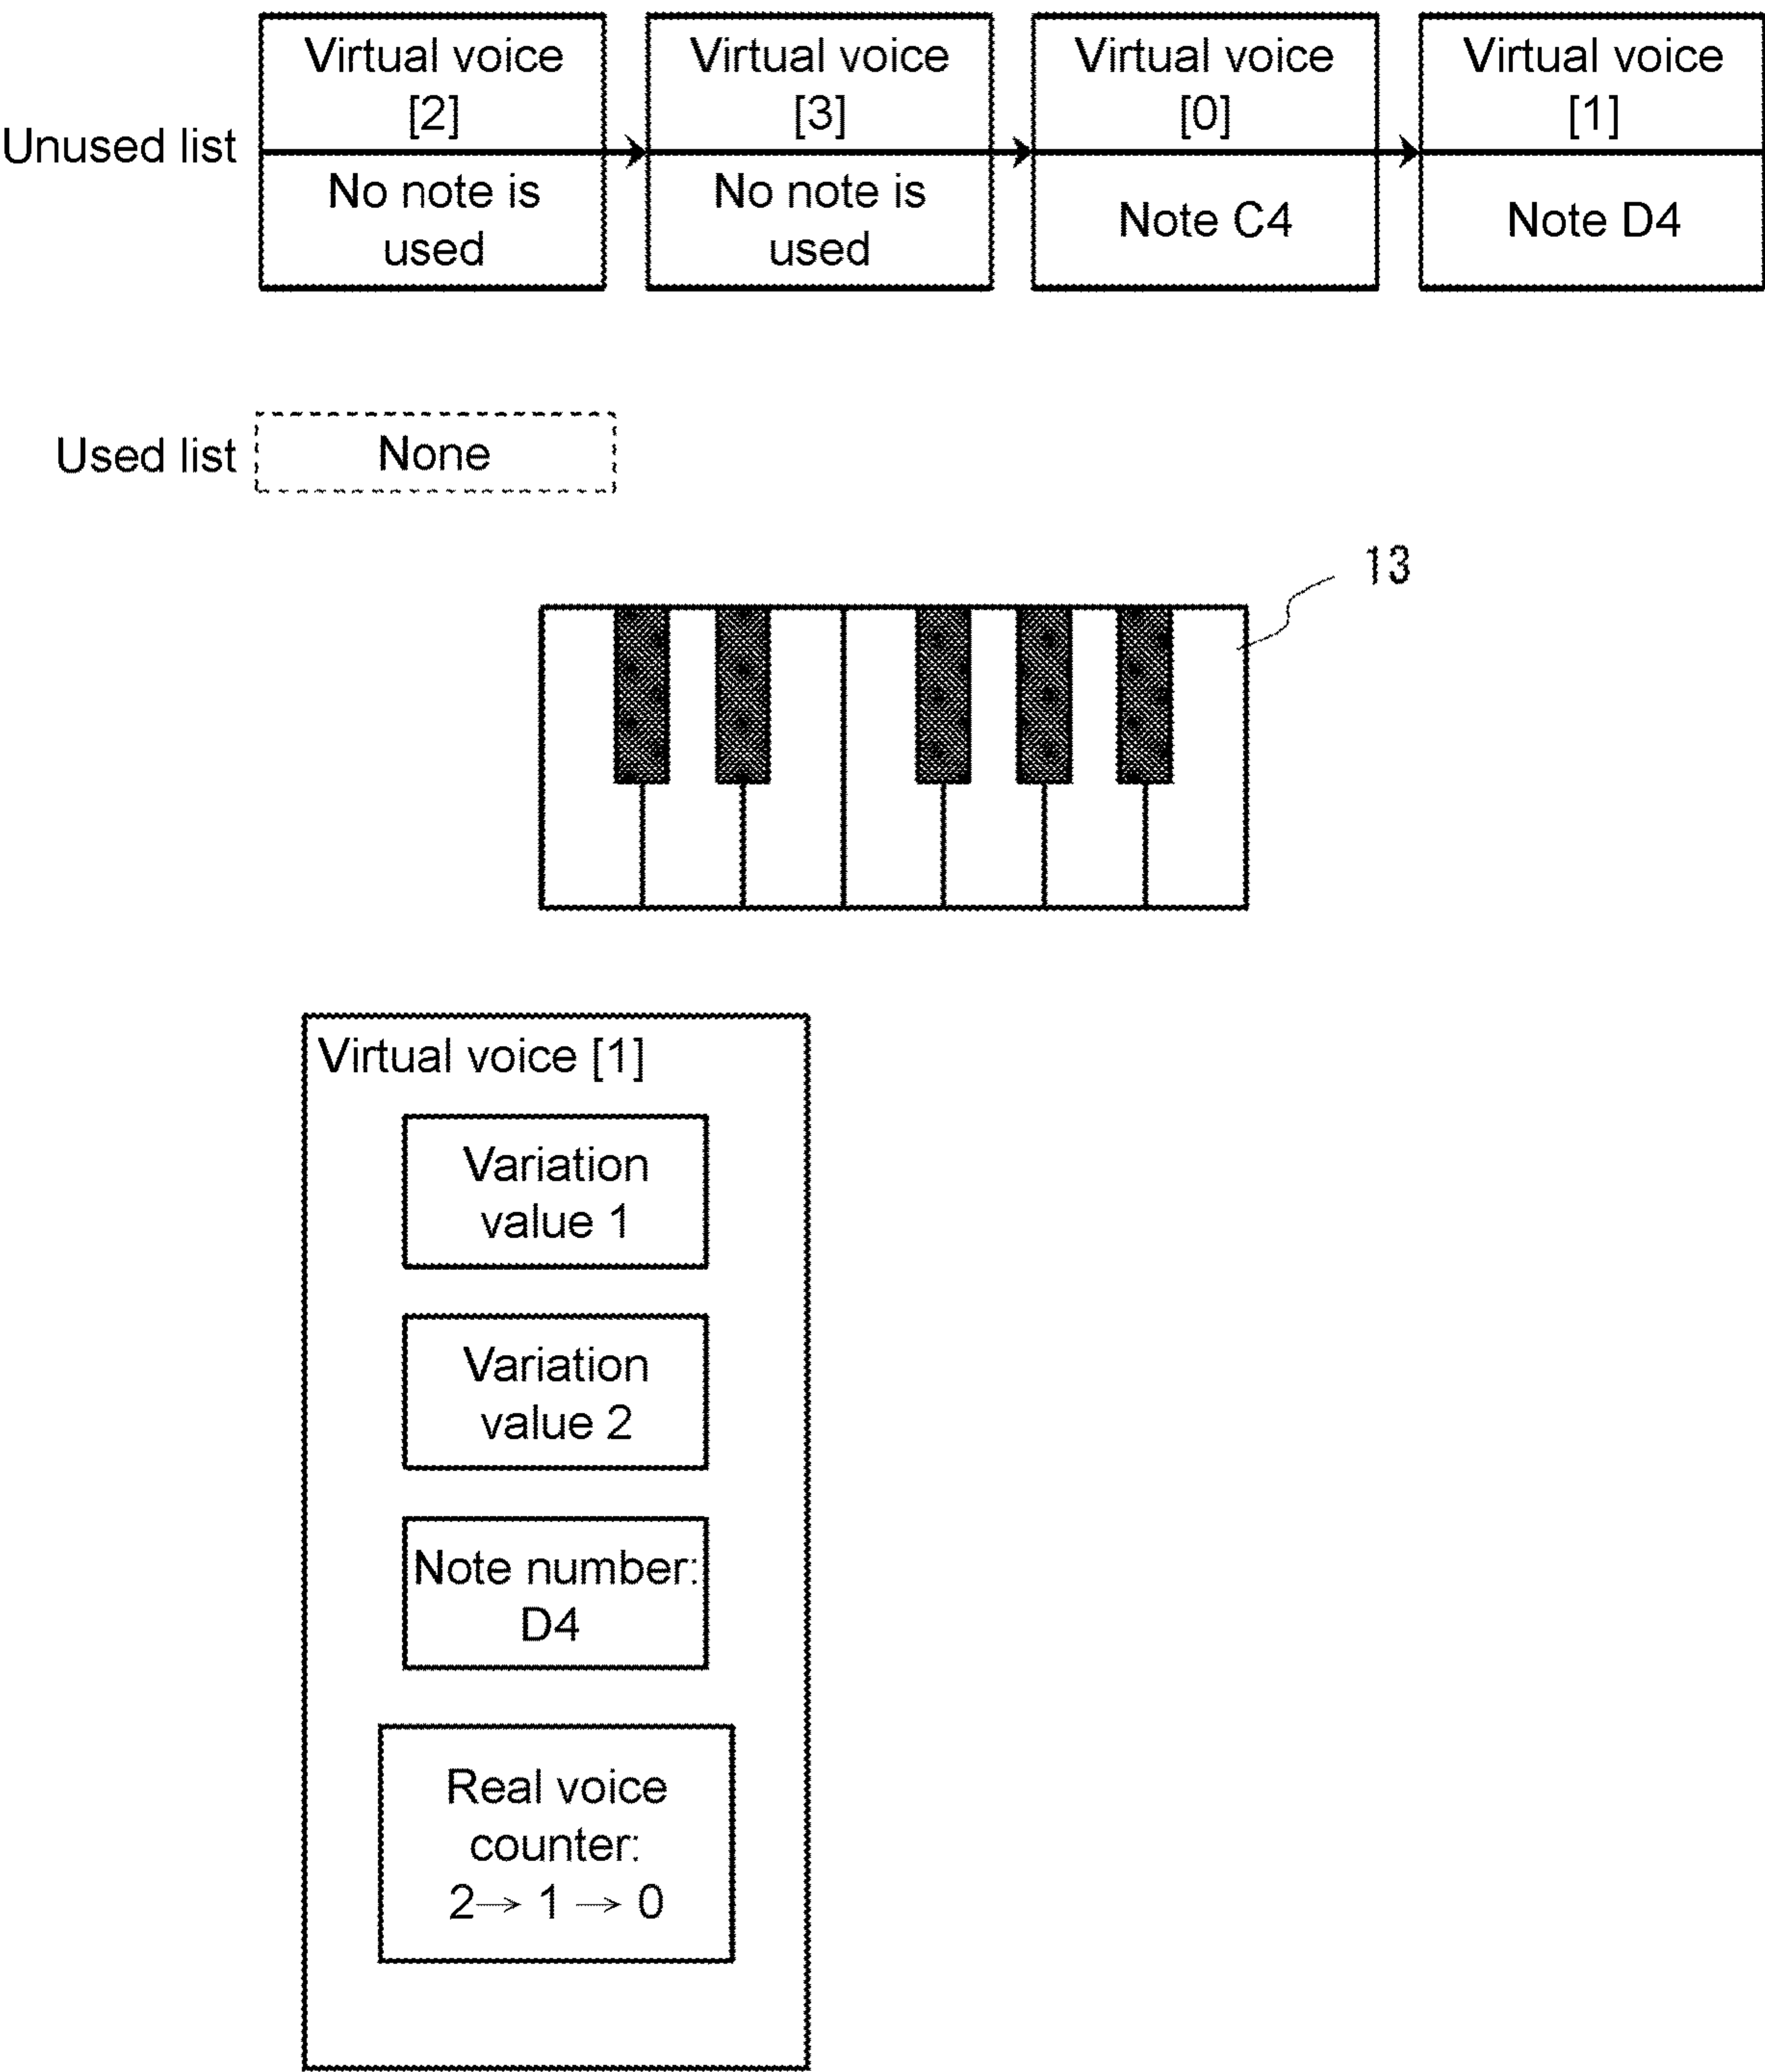 Unused list
Virtual voice
[2]
No note is
used
Virtual voice
[3]
No note is
used
Virtual voice
[0]
Note C4
Virtual voice
[1]
Note D4
Used list
None
13
Virtual voice [1]
Variation
value 1
Variation
value 2
Note number:
D4
Real voice
counter:
2→ 1 → 0